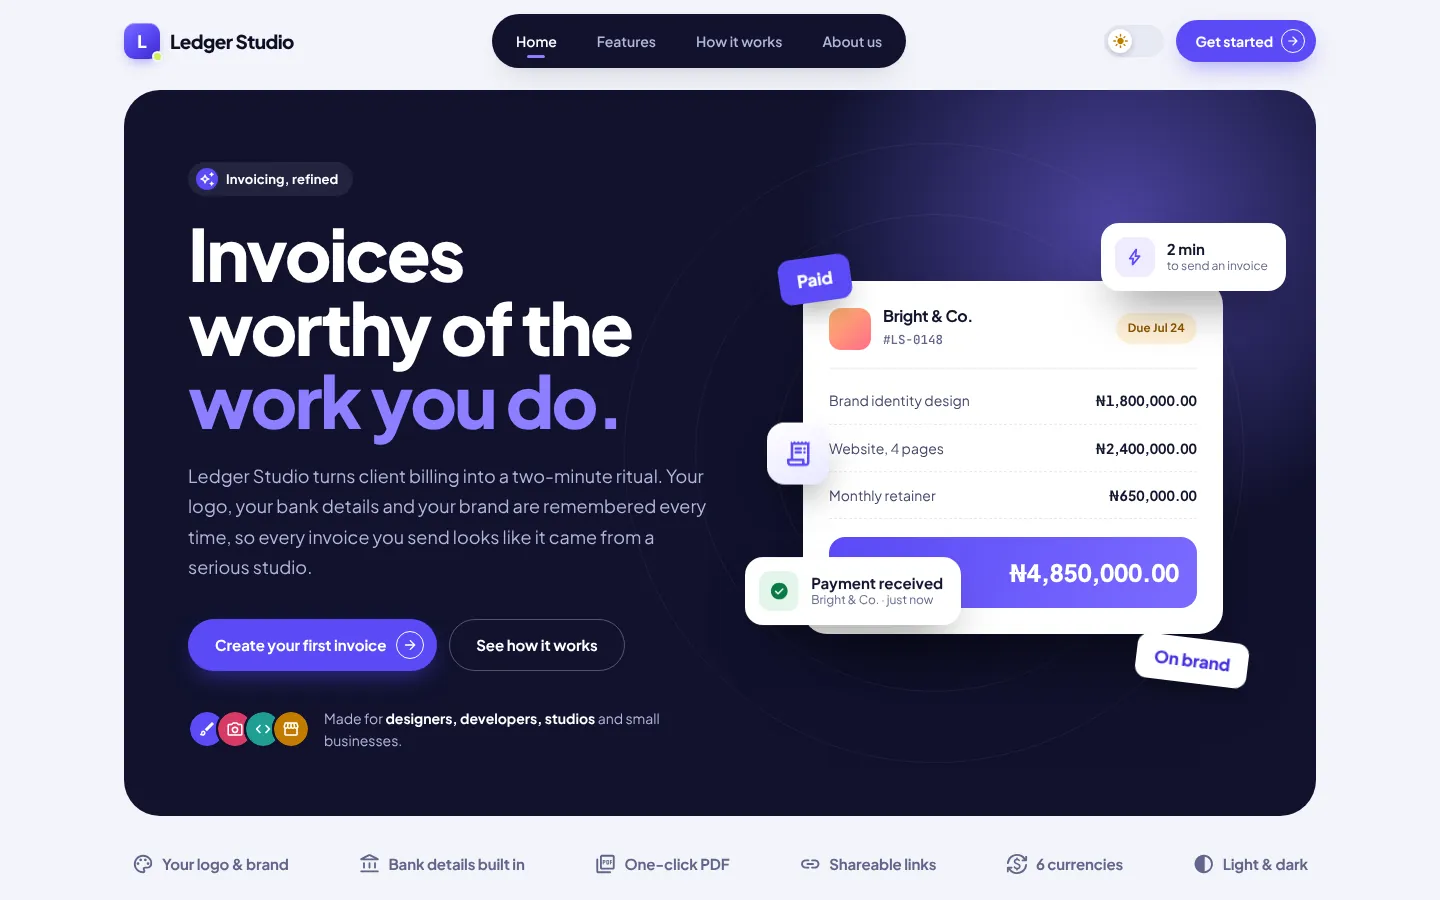 L Ledger Studio
Home Features How it works About us
Get started
Invoicing, refined
Invoices
worthy of the
work you do.
Ledger Studio turns client billing into a two-minute ritual. Your
logo, your bank details and your brand are remembered every
time, so every invoice you send looks like it came from a
serious studio.
Create your first invoice
See how it works
Made for designers, developers, studios and small
businesses.
2 min
to send an invoice
Paid
Bright & Co.
#LS-0148
Due Jul 24
Brand identity design ₦1,800,000.00
Website, 4 pages ₦2,400,000.00
Monthly retainer ₦650,000.00
₦4,850,000.00
Payment received
Bright & Co. · just now
On brand
Your logo & brand
Bank details built in
PDF
One-click PDF
Shareable links
6 currencies
Light & dark